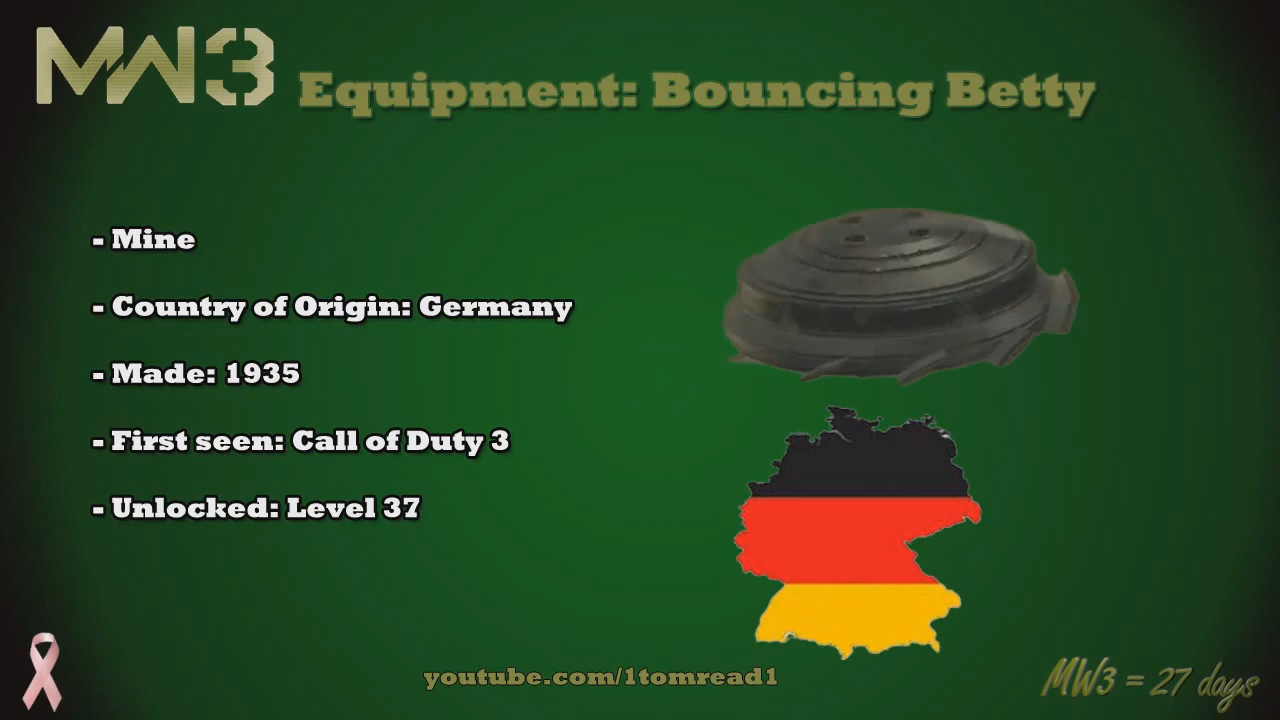 MW3
Equipment: Bouncing Betty
- Mine
- Country of Origin: Germany
- Made: 1935
- First seen: Call of Duty 3
- Unlocked: Level 37
youtube.com/1tomread1
MW3 = 27 days